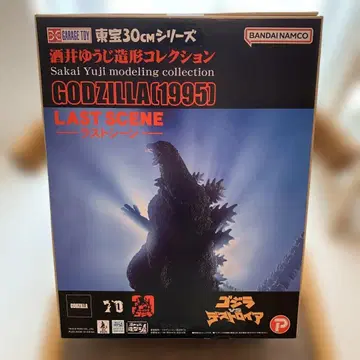 GARAGE TOY 東宝30CMシリーズ
BANDAI NAMCO
酒井ゆうじ造形コレクション
Sakai Yuji modeling collection
GODZILLA(1995)
LAST SCENE
ラストシーン
GODZILLA
70
ゴジラ
VS
デストロイア
P